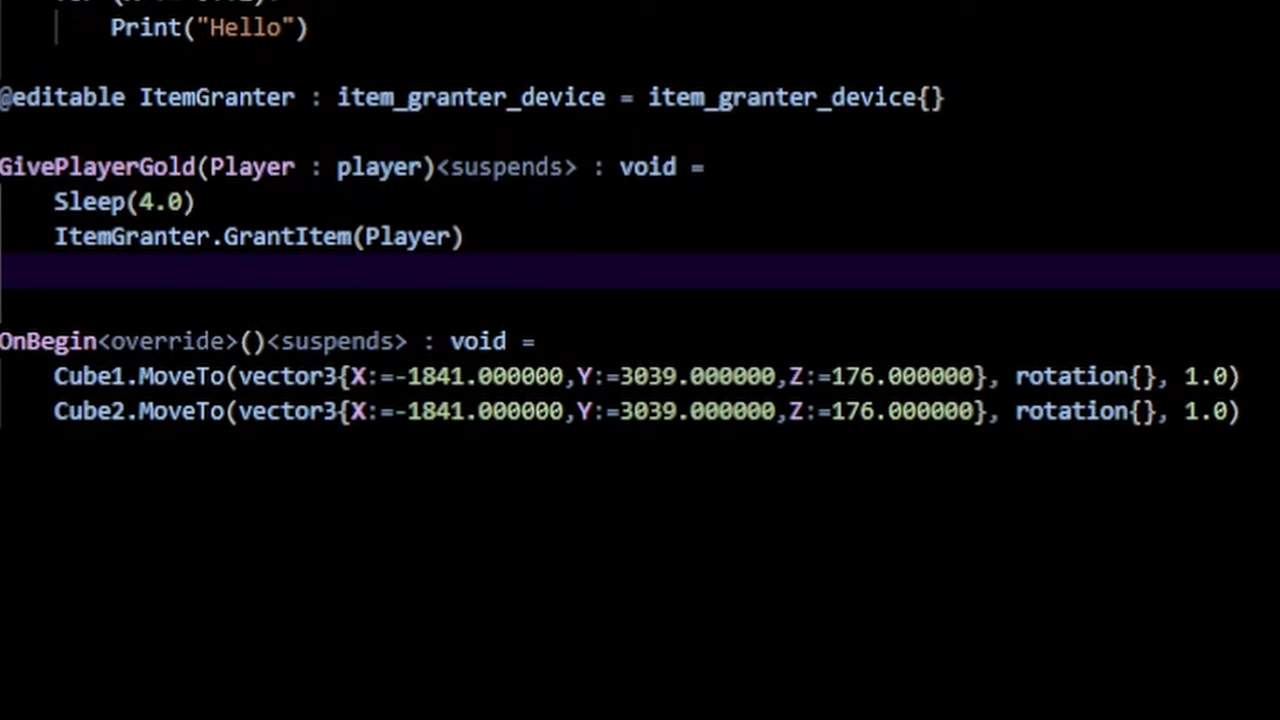 Print("Hello")
@editable ItemGranter : item_granter_device = item_granter_device{}
GivePlayerGold(Player : player)<suspends> : void =
Sleep(4.0)
ItemGranter.GrantItem(Player)
OnBegin<override>()<suspends> : void =
Cube1.MoveTo(vector3{X:=-1841.000000,Y:=3039.000000,Z:=176.000000}, rotation{}, 1.0)
Cube2.MoveTo(vector3{X:=-1841.000000,Y:=3039.000000,Z:=176.000000}, rotation{}, 1.0)